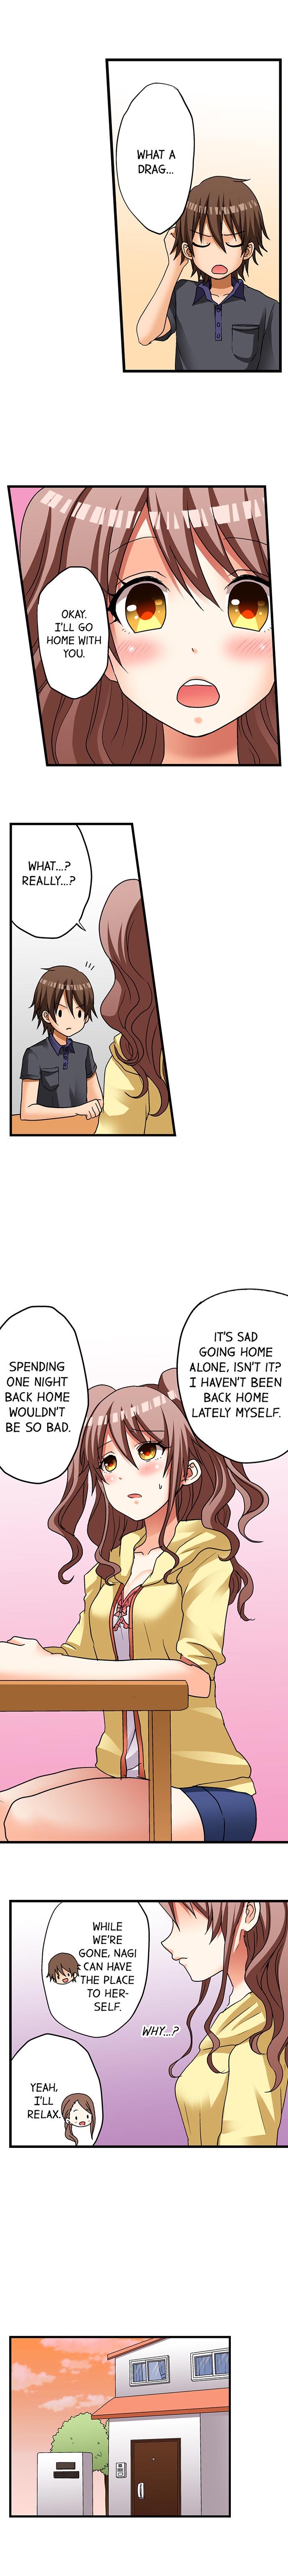 WHAT A
DRAG...
OKAY.
I'LL GO
HOME WITH
YOU.
WHAT...?
REALLY...?
IT'S SAD
GOING HOME
ALONE, ISN'T IT?
I HAVEN'T BEEN
BACK HOME
LATELY MYSELF.
SPENDING
ONE NIGHT
BACK HOME
WOULDN'T
BE SO BAD.
WHILE
WE'RE
GONE, NAGI
CAN HAVE
THE PLACE
TO HER-
SELF.
WHY...?
YEAH,
I'LL
RELAX.